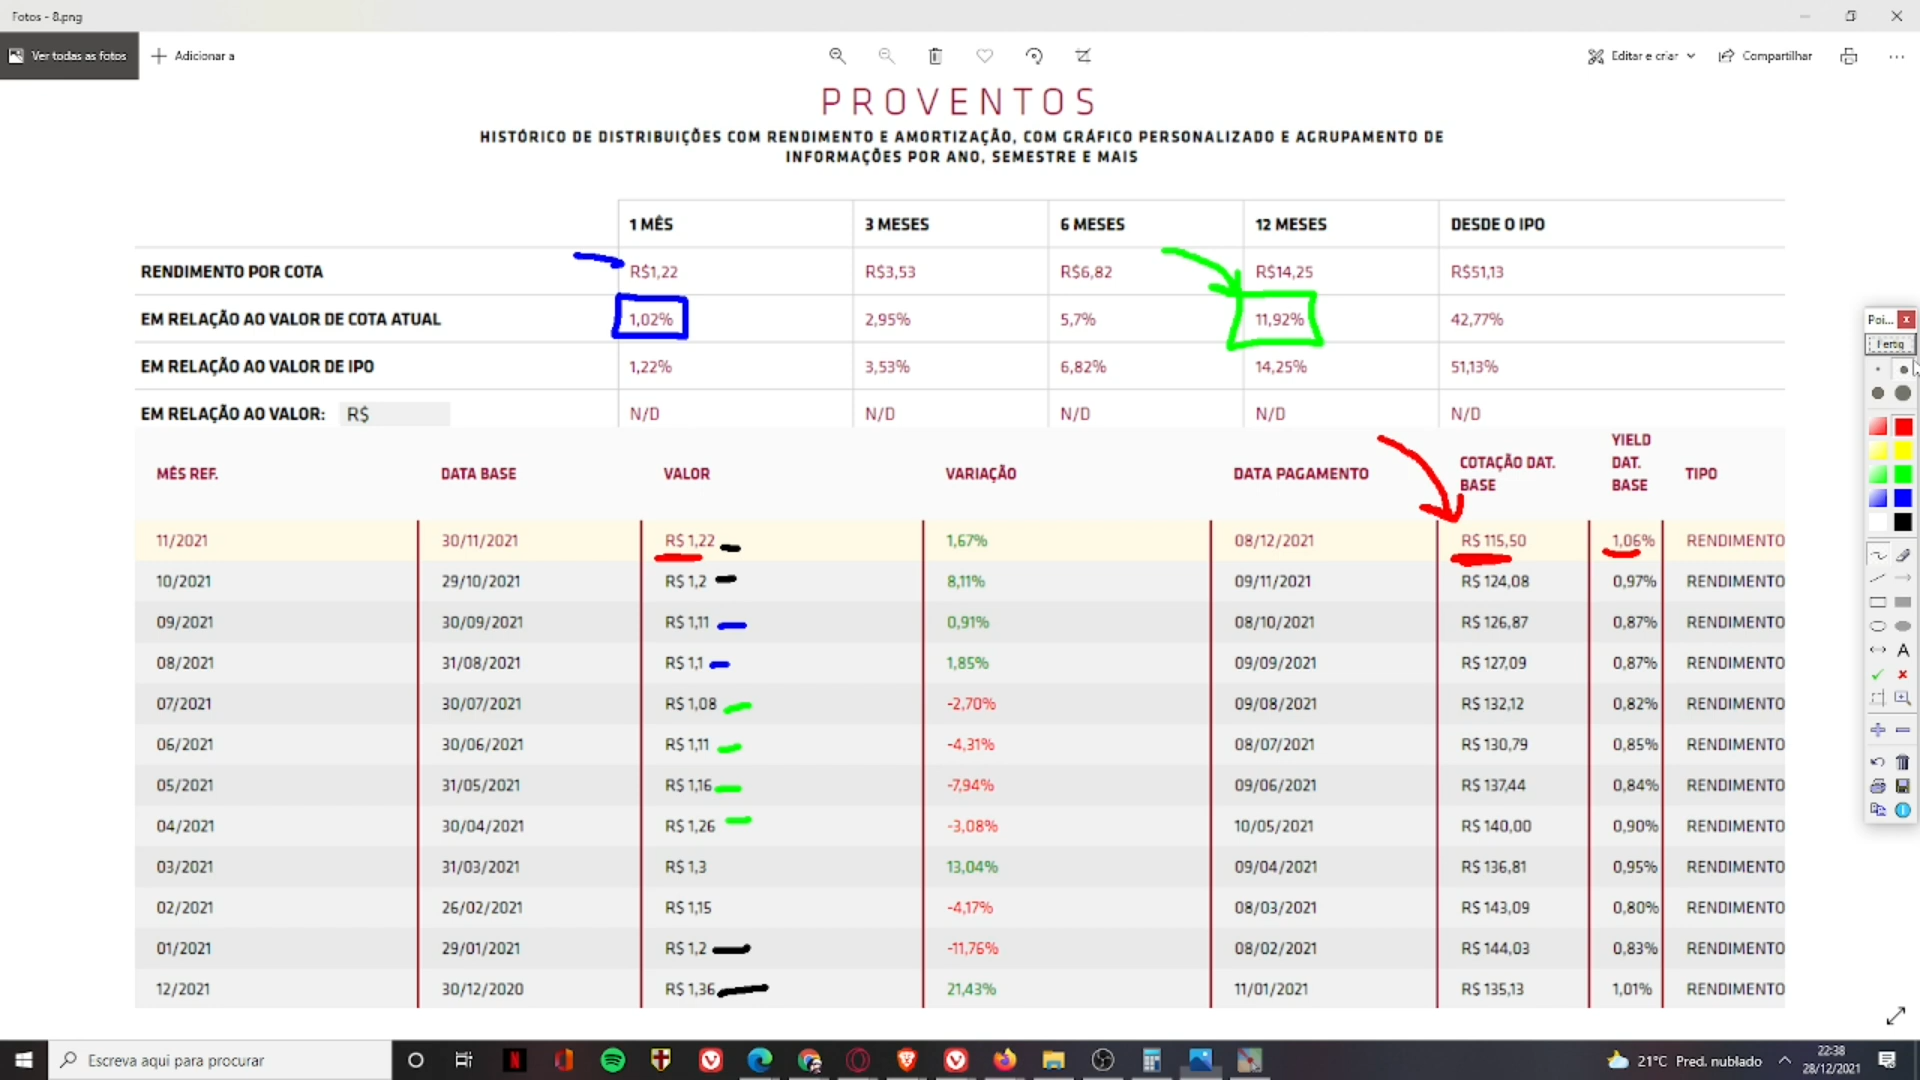 Fotos - 8.png
Ver todas as fotos
Adicionar a
Editar e criar
Compartilhar
PROVENTOS
HISTÓRICO DE DISTRIBUIÇÕES COM RENDIMENTO E AMORTIZAÇÃO, COM GRÁFICO PERSONALIZADO E AGRUPAMENTO DE
INFORMAÇÕES POR ANO, SEMESTRE E MAIS
1 MÊS 3 MESES 6 MESES 12 MESES DESDE O IPO
RENDIMENTO POR COTA R$1,22 R$3,53 R$6,82 R$14,25 R$51,13
EM RELAÇÃO AO VALOR DE COTA ATUAL 1,02% 2,95% 5,7% 11,92% 42,77%
EM RELAÇÃO AO VALOR DE IPO 1,22% 3,53% 6,82% 14,25% 51,13%
EM RELAÇÃO AO VALOR: R$ N/D N/D N/D N/D N/D
MÊS REF. DATA BASE VALOR VARIAÇÃO DATA PAGAMENTO COTAÇÃO DAT. BASE YIELD DAT. BASE TIPO
11/2021 30/11/2021 R$ 1,22 1,67% 08/12/2021 R$ 115,50 1,06% RENDIMENTO
10/2021 29/10/2021 R$ 1,2 8,11% 09/11/2021 R$ 124,08 0,97% RENDIMENTO
09/2021 30/09/2021 R$ 1,11 0,91% 08/10/2021 R$ 126,87 0,87% RENDIMENTO
08/2021 31/08/2021 R$ 1,1 1,85% 09/09/2021 R$ 127,09 0,87% RENDIMENTO
07/2021 30/07/2021 R$ 1,08 -2,70% 09/08/2021 R$ 132,12 0,82% RENDIMENTO
06/2021 30/06/2021 R$ 1,11 -4,31% 08/07/2021 R$ 130,79 0,85% RENDIMENTO
05/2021 31/05/2021 R$ 1,16 -7,94% 09/06/2021 R$ 137,44 0,84% RENDIMENTO
04/2021 30/04/2021 R$ 1,26 -3,08% 10/05/2021 R$ 140,00 0,90% RENDIMENTO
03/2021 31/03/2021 R$ 1,3 13,04% 09/04/2021 R$ 136,81 0,95% RENDIMENTO
02/2021 26/02/2021 R$ 1,15 -4,17% 08/03/2021 R$ 143,09 0,80% RENDIMENTO
01/2021 29/01/2021 R$ 1,2 -11,76% 08/02/2021 R$ 144,03 0,83% RENDIMENTO
12/2021 30/12/2020 R$ 1,36 21,43% 11/01/2021 R$ 135,13 1,01% RENDIMENTO
Poi...
Fertig
A
Escreva aqui para procurar
21°C Pred. nublado
22:38
28/12/2021